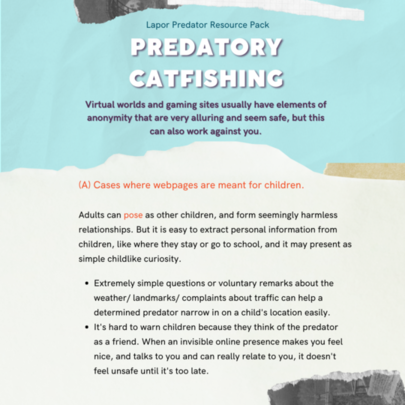 Lapor Predator Resource Pack
PREDATORY
CATFISHING
Virtual worlds and gaming sites usually have elements of
anonymity that are very alluring and seem safe, but this
can also work against you.
(A) Cases where webpages are meant for children.
Adults can pose as other children, and form seemingly harmless
relationships. But it is easy to extract personal information from
children, like where they stay or go to school, and it may present as
simple childlike curiosity.
• Extremely simple questions or voluntary remarks about the
weather/ landmarks/ complaints about traffic can help a
determined predator narrow in on a child's location easily.
• It's hard to warn children because they think of the predator
as a friend. When an invisible online presence makes you feel
nice, and talks to you and can really relate to you, it doesn't
feel unsafe until it's too late.